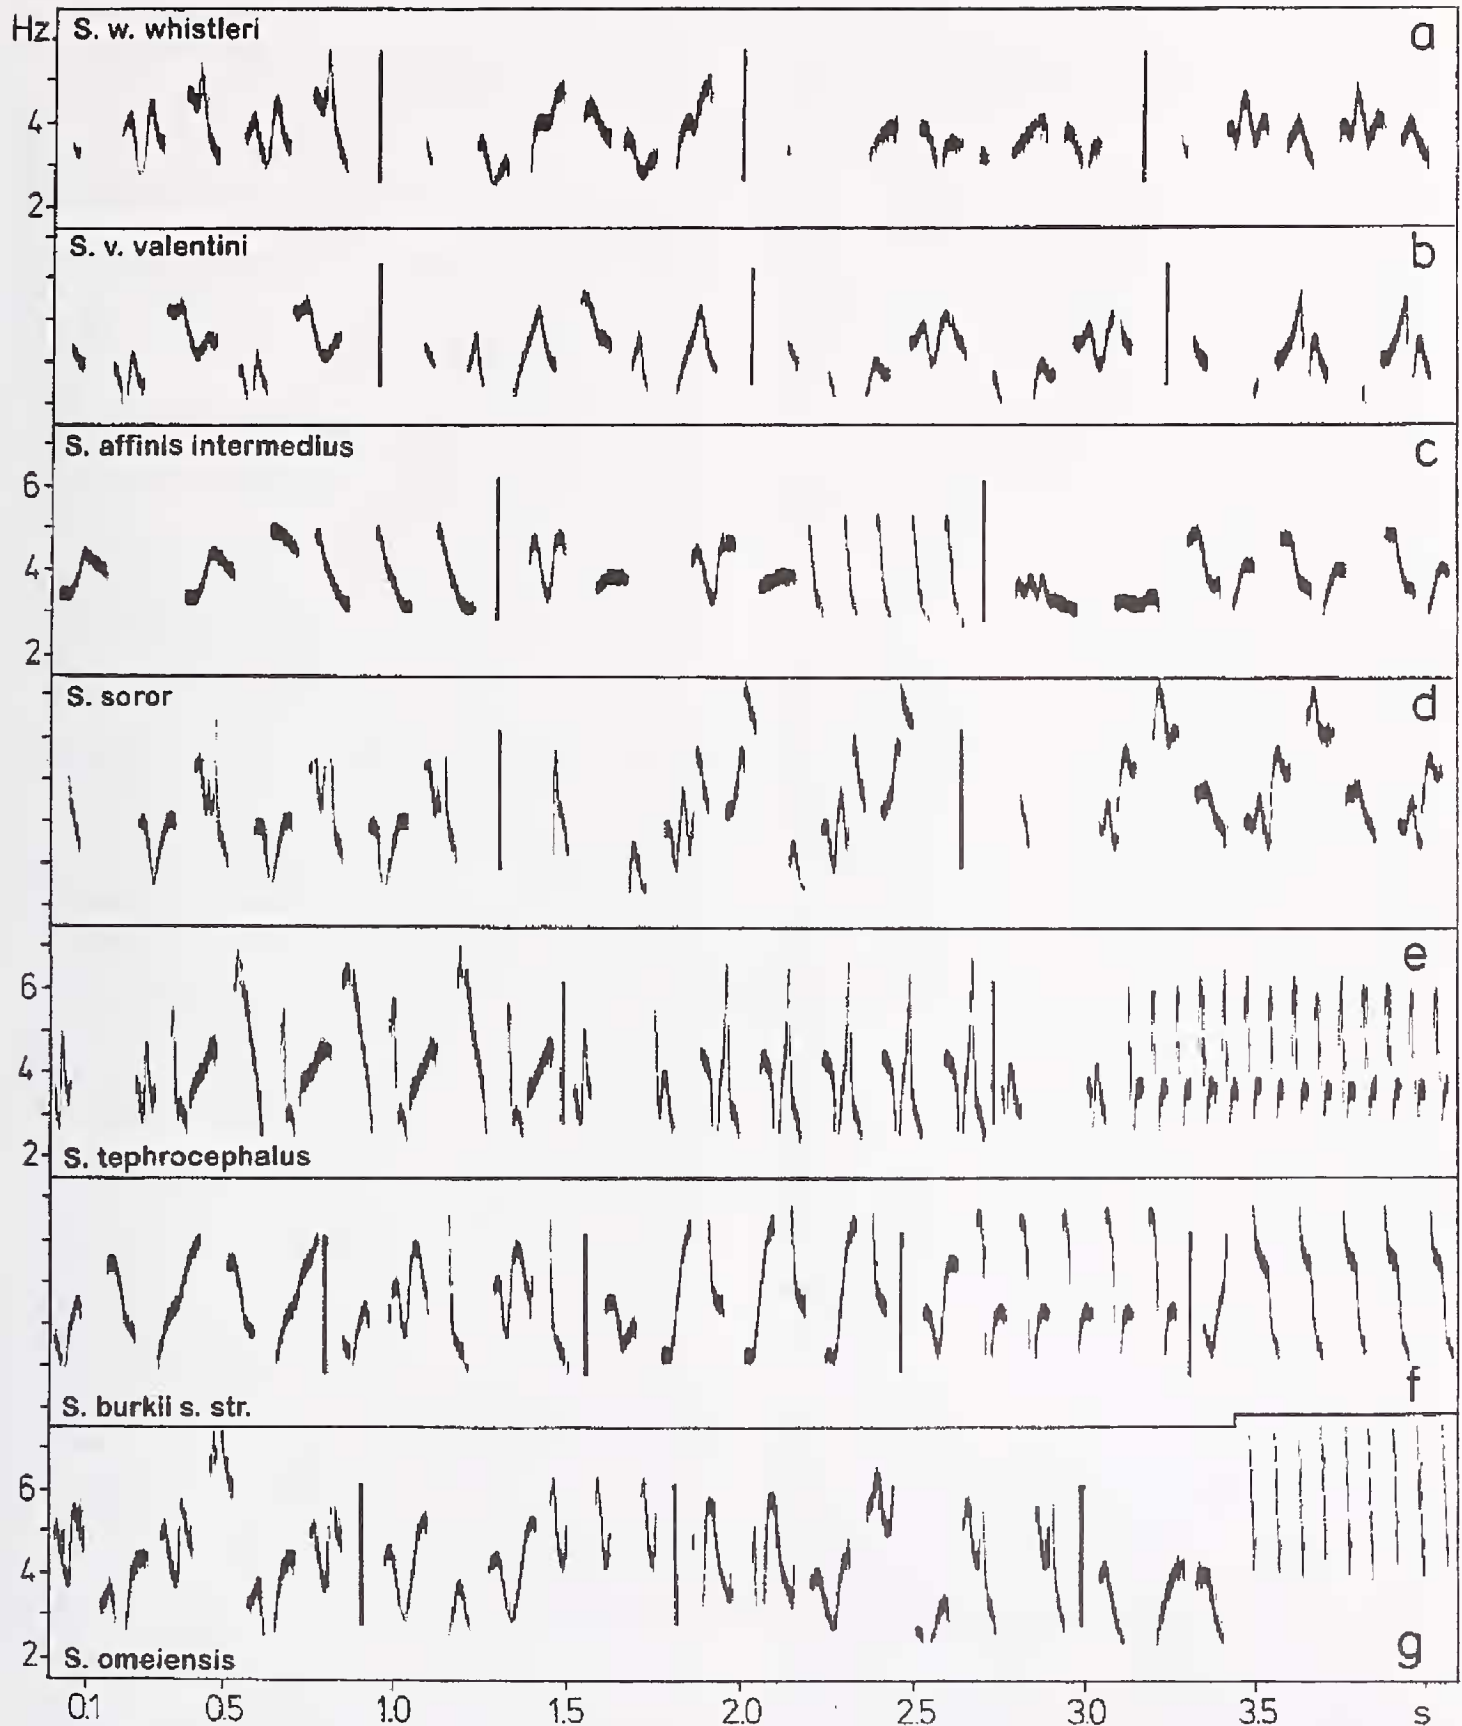 Hz. S. w. whistleri a
4
2
S. v. valentini b
S. affinis intermedius c
6
4
2
S. soror d
e
6
4
2
S. tephrocephalus
f
S. burkii s. str.
6
4
2
S. omeiensis g
0.1 0.5 1.0 1.5 2.0 2.5 3.0 3.5 s